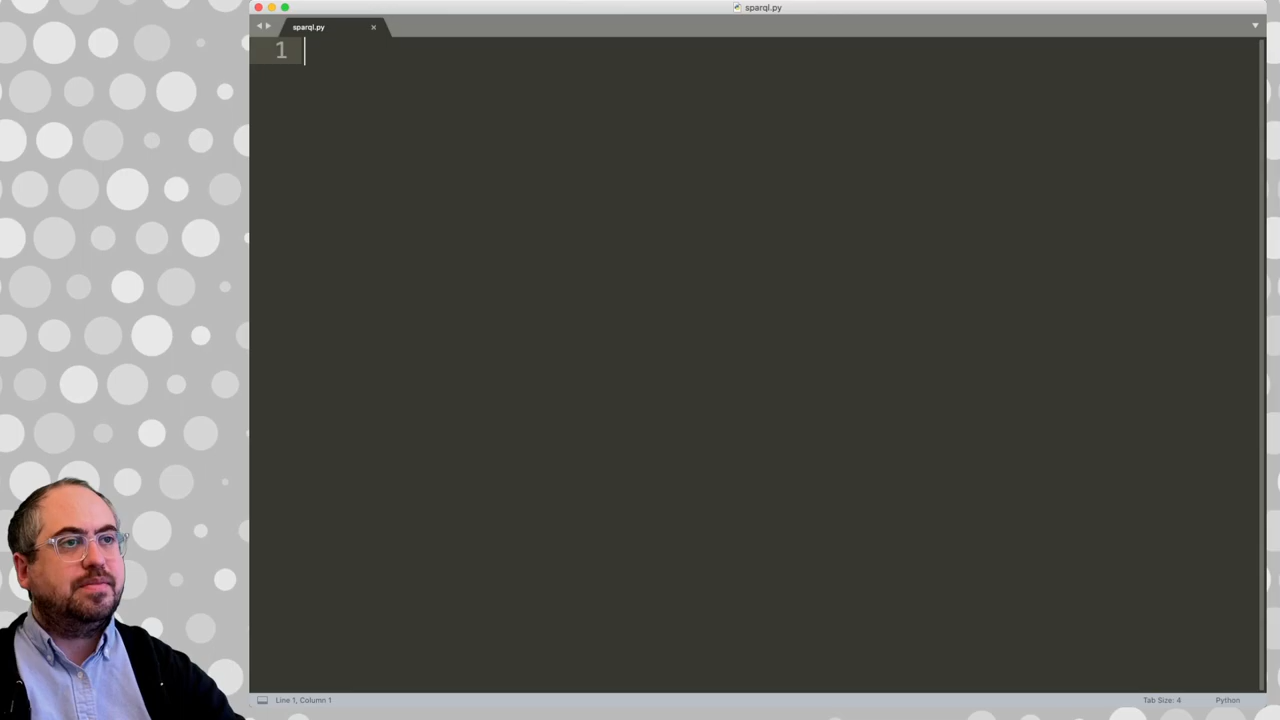 sparql.py
sparql.py
1
Line 1, Column 1
Tab Size: 4
Python